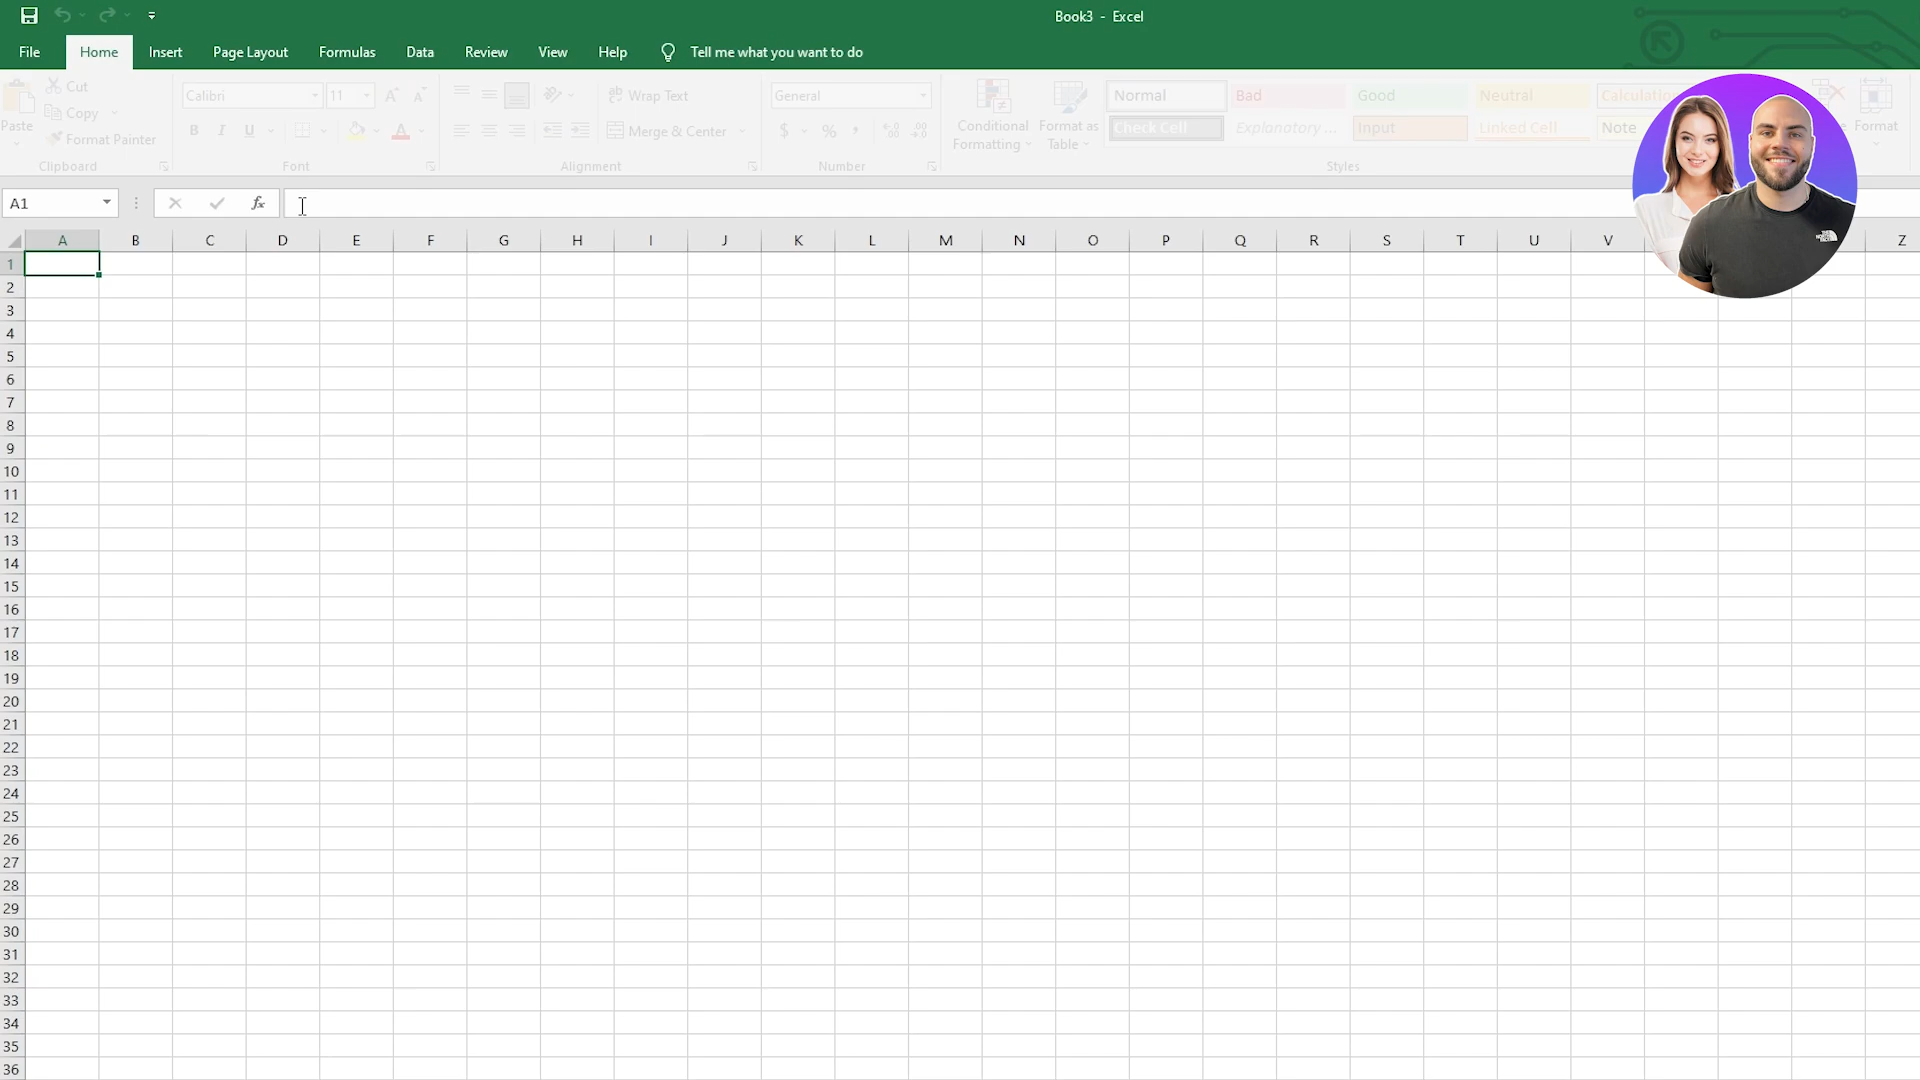 Book3 - Excel
File Home Insert Page Layout Formulas Data Review View Help Tell me what you want to do
Cut
Copy
Format Painter
Paste
Clipboard
Calibri 11
B I U
Font
Wrap Text
Merge & Center
Alignment
General
$ % ,
Number
Conditional Formatting
Format as Table
Normal Bad Good Neutral
Check Cell Explanatory ... Input Linked Cell Note
Styles
Format
A1 fx
A B C D E F G H I J K L M N O P Q R S T U V Z
1
2
3
4
5
6
7
8
9
10
11
12
13
14
15
16
17
18
19
20
21
22
23
24
25
26
27
28
29
30
31
32
33
34
35
36